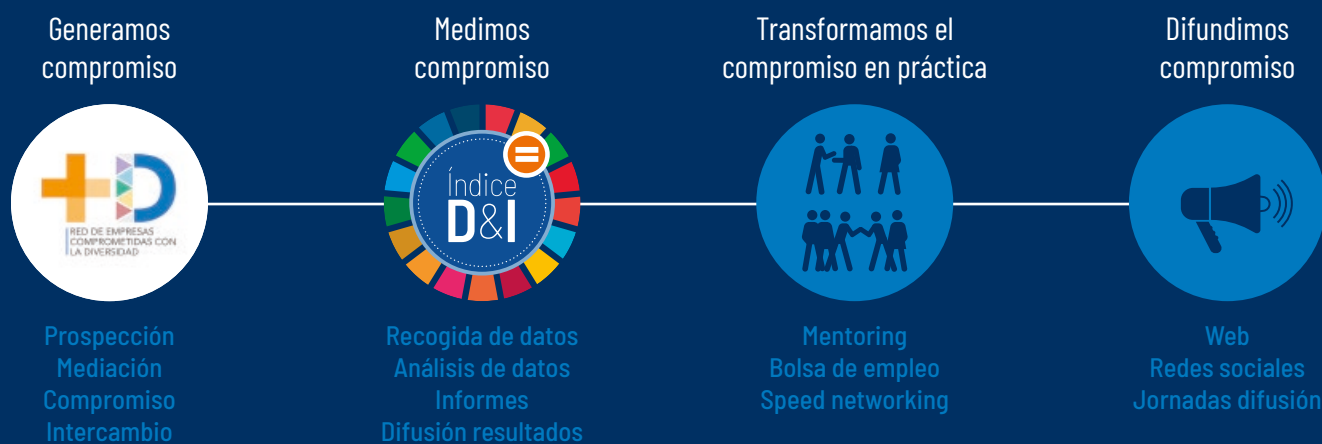 Generamos
compromiso
RED DE EMPRESAS
COMPROMETIDAS CON
LA DIVERSIDAD
Prospección
Mediación
Compromiso
Intercambio
Medimos
compromiso
Índice
D&I
Recogida de datos
Análisis de datos
Informes
Difusión resultados
Transformamos el
compromiso en práctica
Mentoring
Bolsa de empleo
Speed networking
Difundimos
compromiso
Web
Redes sociales
Jornadas difusión